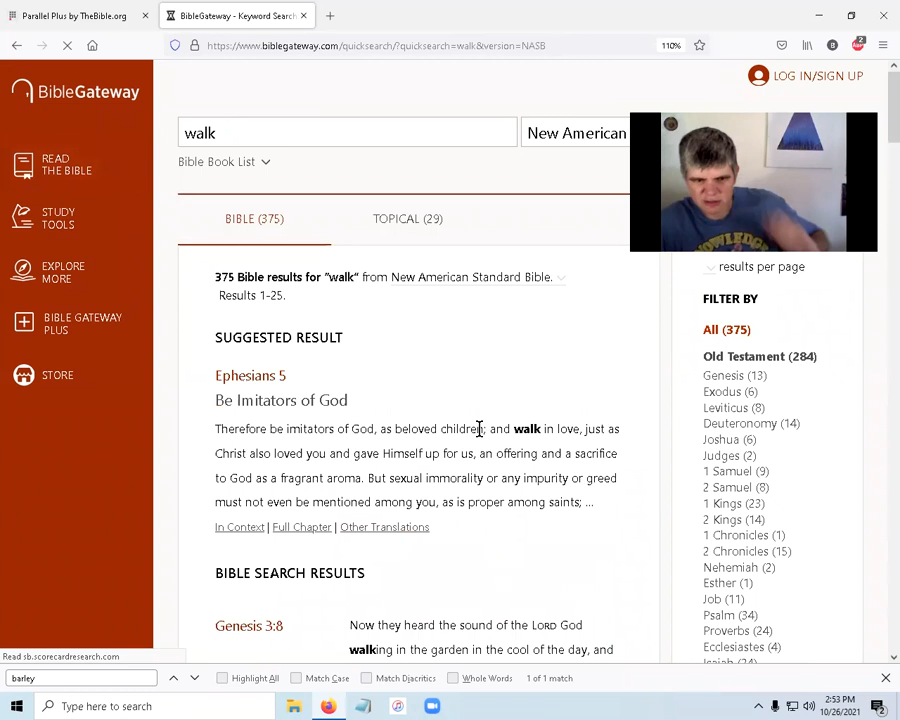 Parallel Plus by TheBible.org
BibleGateway - Keyword Search:
https://www.biblegateway.com/quicksearch/?quicksearch=walk&version=NASB
110%
LOG IN/SIGN UP
BibleGateway
READ
THE BIBLE
STUDY
TOOLS
EXPLORE
MORE
BIBLE GATEWAY
PLUS
STORE
walk
New American
Bible Book List
BIBLE (375)
TOPICAL (29)
375 Bible results for "walk" from New American Standard Bible.
Results 1-25.
SUGGESTED RESULT
Ephesians 5
Be Imitators of God
Therefore be imitators of God, as beloved children; and walk in love, just as
Christ also loved you and gave Himself up for us, an offering and a sacrifice
to God as a fragrant aroma. But sexual immorality or any impurity or greed
must not even be mentioned among you, as is proper among saints; ...
In Context | Full Chapter | Other Translations
BIBLE SEARCH RESULTS
Genesis 3:8
Now they heard the sound of the LORD God
walking in the garden in the cool of the day, and
KNOWLEDGE
results per page
FILTER BY
All (375)
Old Testament (284)
Genesis (13)
Exodus (6)
Leviticus (8)
Deuteronomy (14)
Joshua (6)
Judges (2)
1 Samuel (9)
2 Samuel (8)
1 Kings (23)
2 Kings (14)
1 Chronicles (1)
2 Chronicles (15)
Nehemiah (2)
Esther (1)
Job (11)
Psalm (34)
Proverbs (24)
Ecclesiastes (4)
Isaiah (24)
Read sb.scorecardresearch.com
barley
Highlight All
Match Case
Match Diacritics
Whole Words
1 of 1 match
Type here to search
2:53 PM
10/26/2021
2